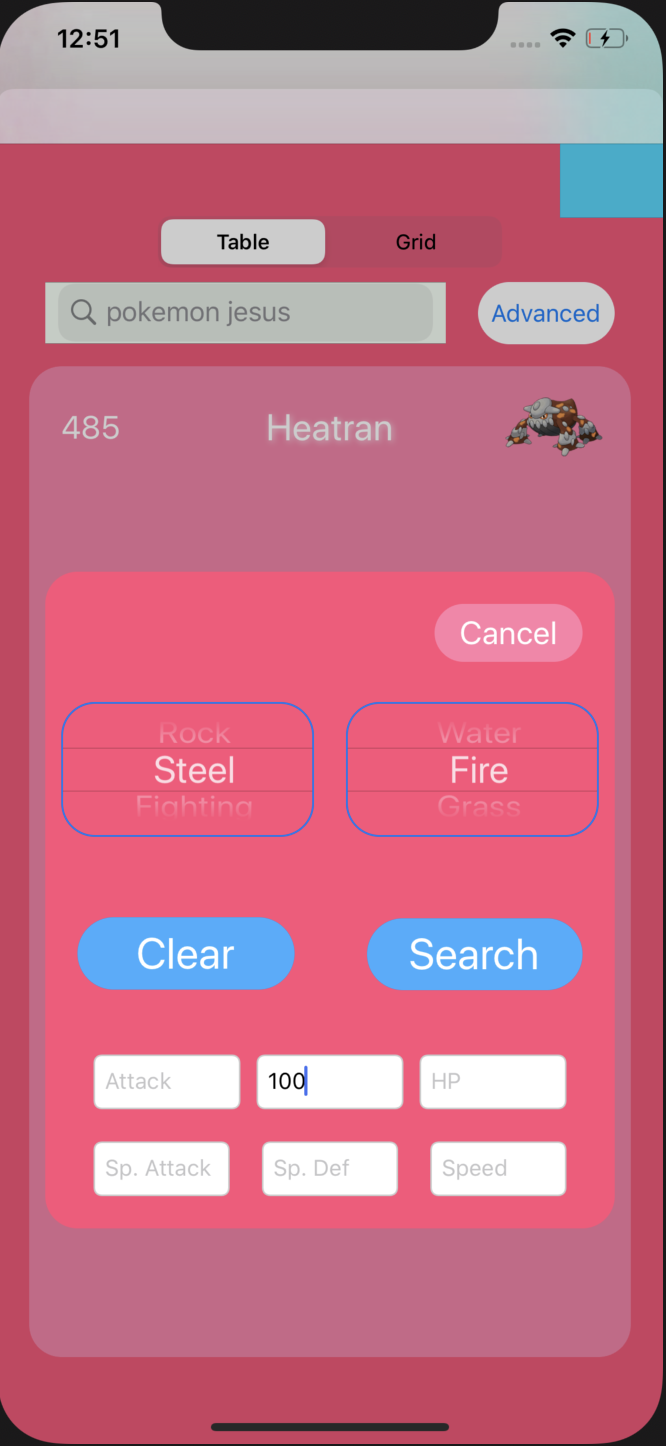 12:51
Table Grid
pokemon jesus Advanced
485 Heatran
Cancel
Rock Water
Steel Fire
Fighting Grass
Clear Search
Attack 100 HP
Sp. Attack Sp. Def Speed